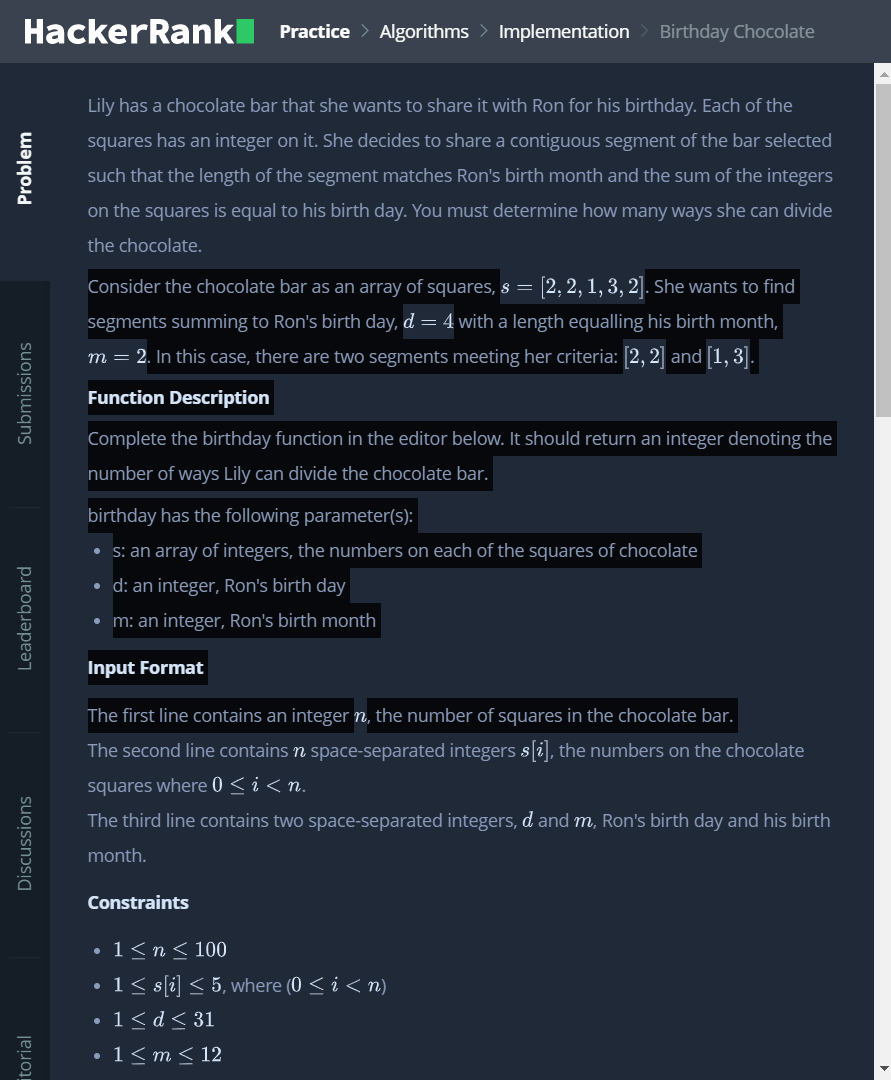 HackerRank Practice > Algorithms > Implementation > Birthday Chocolate
Problem
Submissions
Leaderboard
Discussions
itorial
Lily has a chocolate bar that she wants to share it with Ron for his birthday. Each of the
squares has an integer on it. She decides to share a contiguous segment of the bar selected
such that the length of the segment matches Ron's birth month and the sum of the integers
on the squares is equal to his birth day. You must determine how many ways she can divide
the chocolate.
Consider the chocolate bar as an array of squares, s = [2, 2, 1, 3, 2]. She wants to find
segments summing to Ron's birth day, d = 4 with a length equalling his birth month,
m = 2. In this case, there are two segments meeting her criteria: [2, 2] and [1, 3].
Function Description
Complete the birthday function in the editor below. It should return an integer denoting the
number of ways Lily can divide the chocolate bar.
birthday has the following parameter(s):
• s: an array of integers, the numbers on each of the squares of chocolate
• d: an integer, Ron's birth day
• m: an integer, Ron's birth month
Input Format
The first line contains an integer n, the number of squares in the chocolate bar.
The second line contains n space-separated integers s[i], the numbers on the chocolate
squares where 0 ≤ i < n.
The third line contains two space-separated integers, d and m, Ron's birth day and his birth
month.
Constraints
• 1 ≤ n ≤ 100
• 1 ≤ s[i] ≤ 5, where (0 ≤ i < n)
• 1 ≤ d ≤ 31
• 1 ≤ m ≤ 12